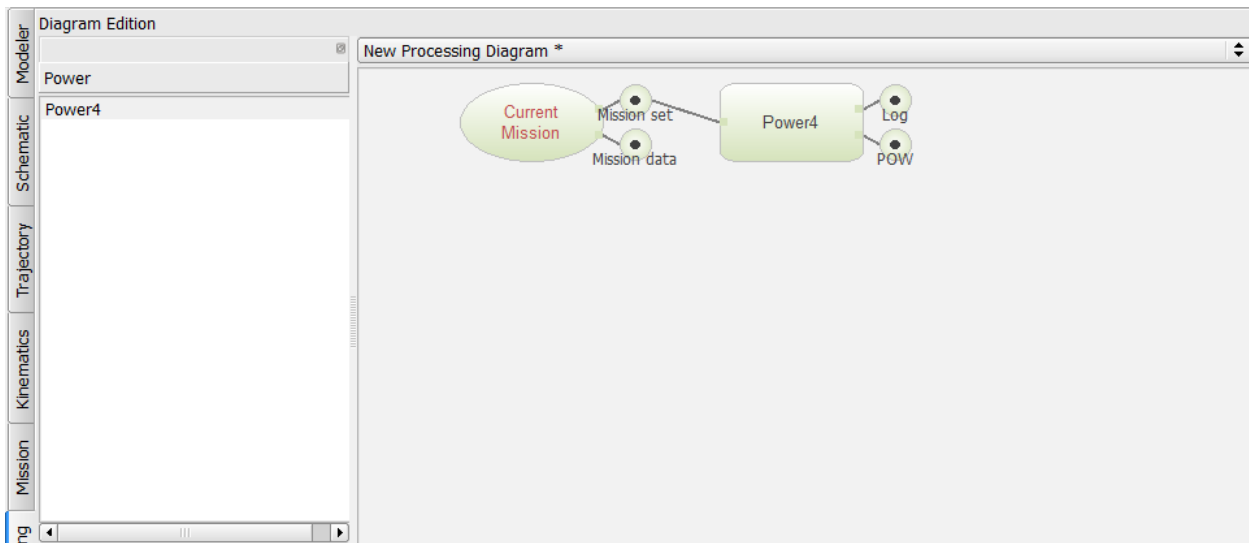 Diagram Edition
New Processing Diagram *
Power
Power4
Modeler
Schematic
Trajectory
Kinematics
Mission
ng
Current
Mission
Mission set
Mission data
Power4
Log
POW